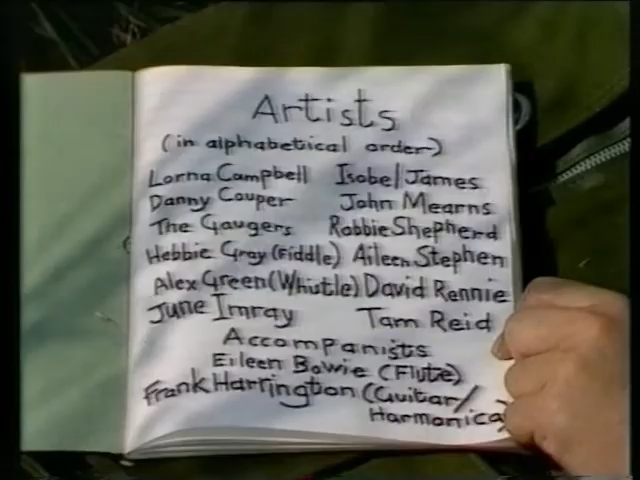 Artists
(in alphabetical order)
Lorna Campbell Isobel James
Danny Couper John Mearns
The Gaugers Robbie Shepherd
Hebbie Gray (Fiddle) Aileen Stephen
Alex Green (Whistle) David Rennie
June Imray Tam Reid
Accompanists
Eileen Bowie (Flute)
Frank Harrington (Guitar/
Harmonica)